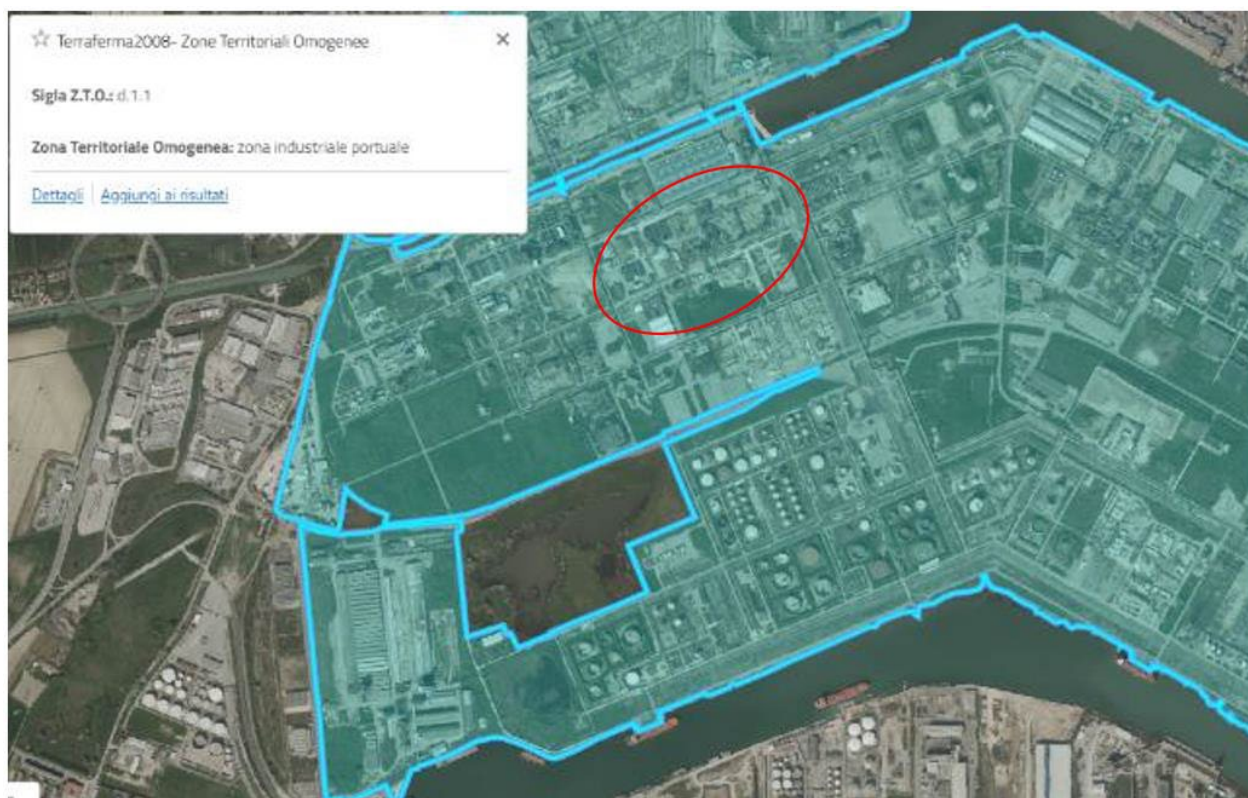 ☆ Terraferma2008- Zone Territoriali Omogenee ×
Sigla Z.T.O.: d.1.1
Zona Territoriale Omogenea: zona industriale portuale
Dettagli | Aggiungi ai risultati